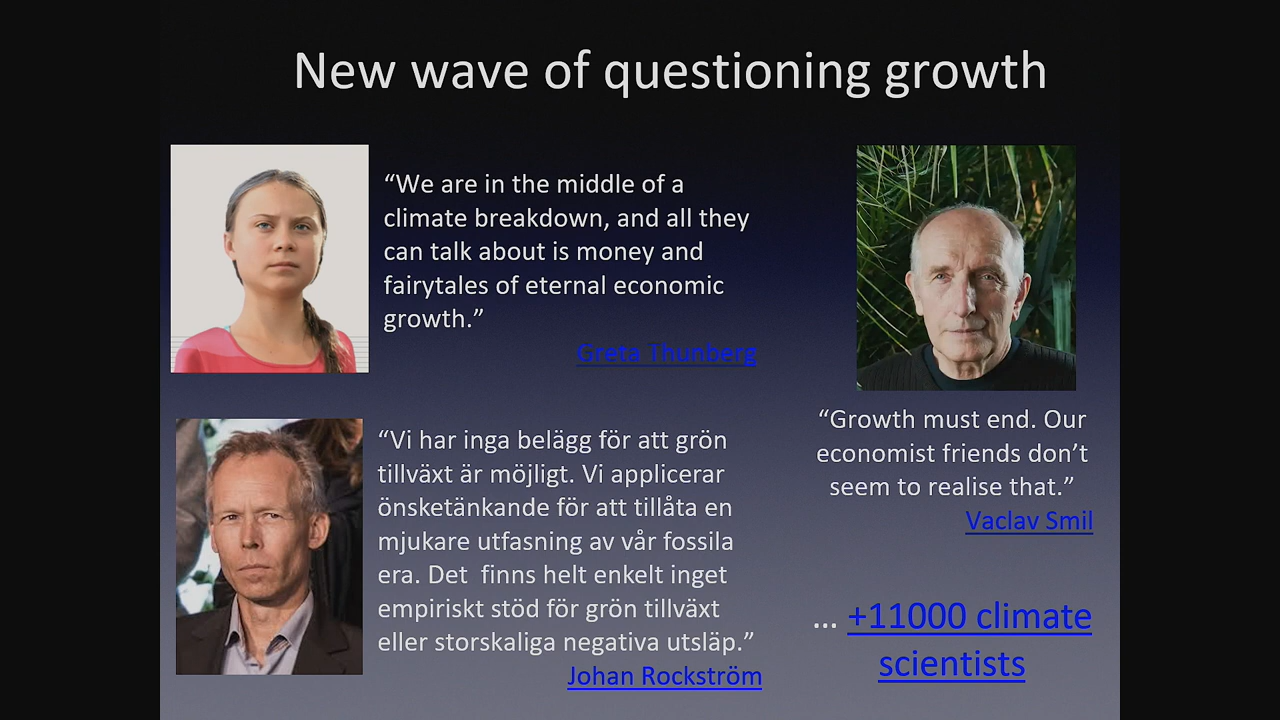 New wave of questioning growth
“We are in the middle of a
climate breakdown, and all they
can talk about is money and
fairytales of eternal economic
growth.”
Greta Thunberg
“Vi har inga belägg för att grön
tillväxt är möjligt. Vi applicerar
önsketänkande för att tillåta en
mjukare utfasning av vår fossila
era. Det  finns helt enkelt inget
empiriskt stöd för grön tillväxt
eller storskaliga negativa utsläp.”
Johan Rockström
“Growth must end. Our
economist friends don’t
seem to realise that.”
Vaclav Smil
... +11000 climate
scientists